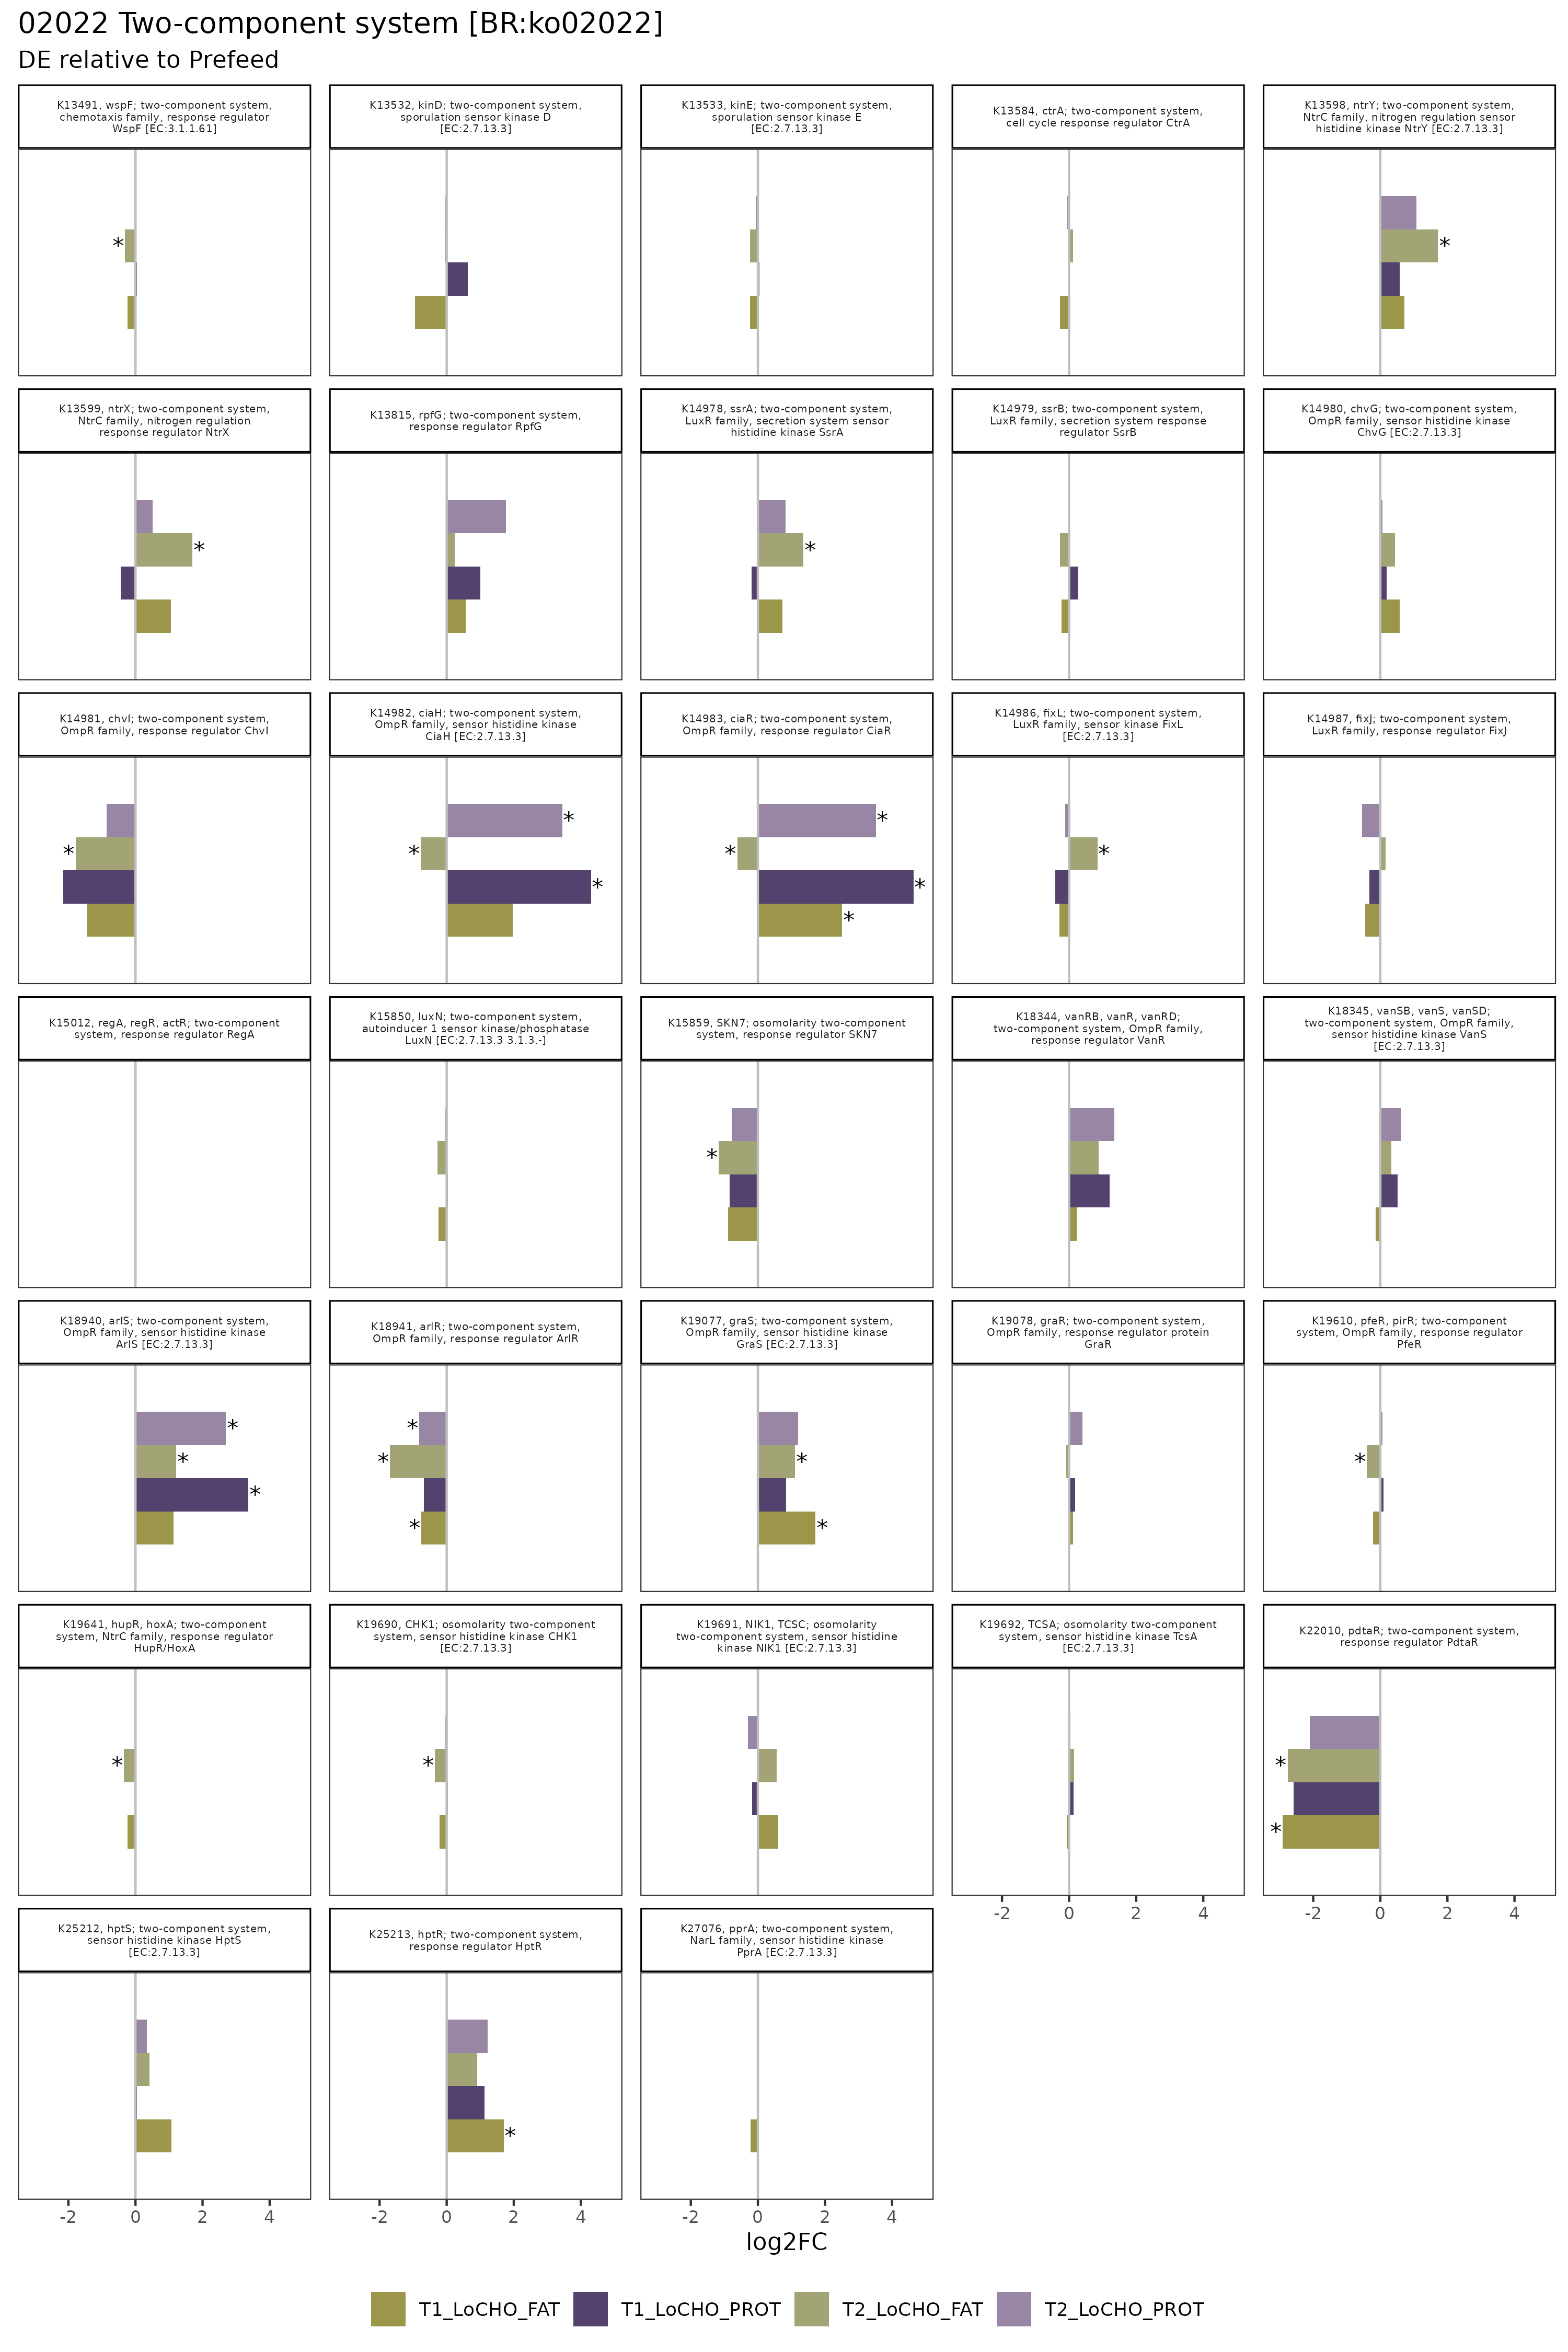 02022 Two-component system [BR:ko02022]
DE relative to Prefeed
K13491, wspF; two-component system,
chemotaxis family, response regulator
WspF [EC:3.1.1.61]
K13532, kinD; two-component system,
sporulation sensor kinase D
[EC:2.7.13.3]
K13533, kinE; two-component system,
sporulation sensor kinase E
[EC:2.7.13.3]
K13584, ctrA; two-component system,
cell cycle response regulator CtrA
K13598, ntrY; two-component system,
NtrC family, nitrogen regulation sensor
histidine kinase NtrY [EC:2.7.13.3]
*
*
K13599, ntrX; two-component system,
NtrC family, nitrogen regulation
response regulator NtrX
K13815, rpfG; two-component system,
response regulator RpfG
K14978, ssrA; two-component system,
LuxR family, secretion system sensor
histidine kinase SsrA
K14979, ssrB; two-component system,
LuxR family, secretion system response
regulator SsrB
K14980, chvG; two-component system,
OmpR family, sensor histidine kinase
ChvG [EC:2.7.13.3]
*
*
K14981, chvI; two-component system,
OmpR family, response regulator ChvI
K14982, ciaH; two-component system,
OmpR family, sensor histidine kinase
CiaH [EC:2.7.13.3]
K14983, ciaR; two-component system,
OmpR family, response regulator CiaR
K14986, fixL; two-component system,
LuxR family, sensor kinase FixL
[EC:2.7.13.3]
K14987, fixJ; two-component system,
LuxR family, response regulator FixJ
*
*
*
*
*
*
*
*
*
K15012, regA, regR, actR; two-component
system, response regulator RegA
K15850, luxN; two-component system,
autoinducer 1 sensor kinase/phosphatase
LuxN [EC:2.7.13.3 3.1.3.-]
K15859, SKN7; osomolarity two-component
system, response regulator SKN7
K18344, vanRB, vanR, vanRD;
two-component system, OmpR family,
response regulator VanR
K18345, vanSB, vanS, vanSD;
two-component system, OmpR family,
sensor histidine kinase VanS
[EC:2.7.13.3]
*
K18940, arlS; two-component system,
OmpR family, sensor histidine kinase
ArlS [EC:2.7.13.3]
K18941, arlR; two-component system,
OmpR family, response regulator ArlR
K19077, graS; two-component system,
OmpR family, sensor histidine kinase
GraS [EC:2.7.13.3]
K19078, graR; two-component system,
OmpR family, response regulator protein
GraR
K19610, pfeR, pirR; two-component
system, OmpR family, response regulator
PfeR
*
*
*
*
*
*
*
*
*
K19641, hupR, hoxA; two-component
system, NtrC family, response regulator
HupR/HoxA
K19690, CHK1; osomolarity two-component
system, sensor histidine kinase CHK1
[EC:2.7.13.3]
K19691, NIK1, TCSC; osomolarity
two-component system, sensor histidine
kinase NIK1 [EC:2.7.13.3]
K19692, TCSA; osomolarity two-component
system, sensor histidine kinase TcsA
[EC:2.7.13.3]
K22010, pdtaR; two-component system,
response regulator PdtaR
*
*
*
*
-2 0 2 4
-2 0 2 4
K25212, hptS; two-component system,
sensor histidine kinase HptS
[EC:2.7.13.3]
K25213, hptR; two-component system,
response regulator HptR
K27076, pprA; two-component system,
NarL family, sensor histidine kinase
PprA [EC:2.7.13.3]
*
-2 0 2 4
-2 0 2 4
-2 0 2 4
log2FC
T1_LoCHO_FAT T1_LoCHO_PROT T2_LoCHO_FAT T2_LoCHO_PROT